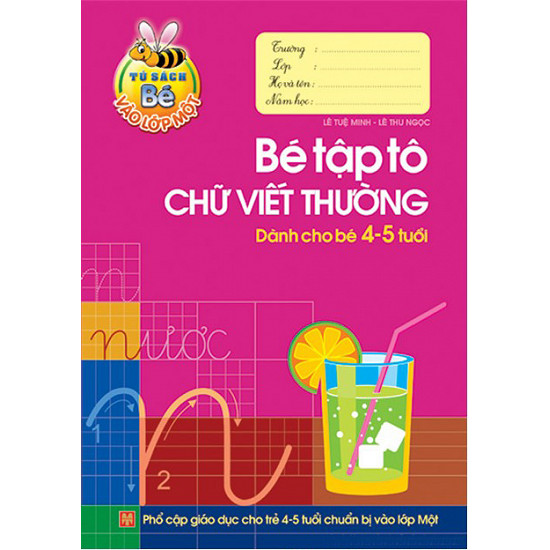 TỦ SÁCH
Bé
VÀO LỚP MỘT
Trường :
Lớp :
Họ và tên :
Năm học :
LÊ TUỆ MINH - LÊ THU NGỌC
Bé tập tô
CHỮ VIẾT THƯỜNG
Dành cho bé 4-5 tuổi
n
nước
n
1
2
Phổ cập giáo dục cho trẻ 4-5 tuổi chuẩn bị vào lớp Một